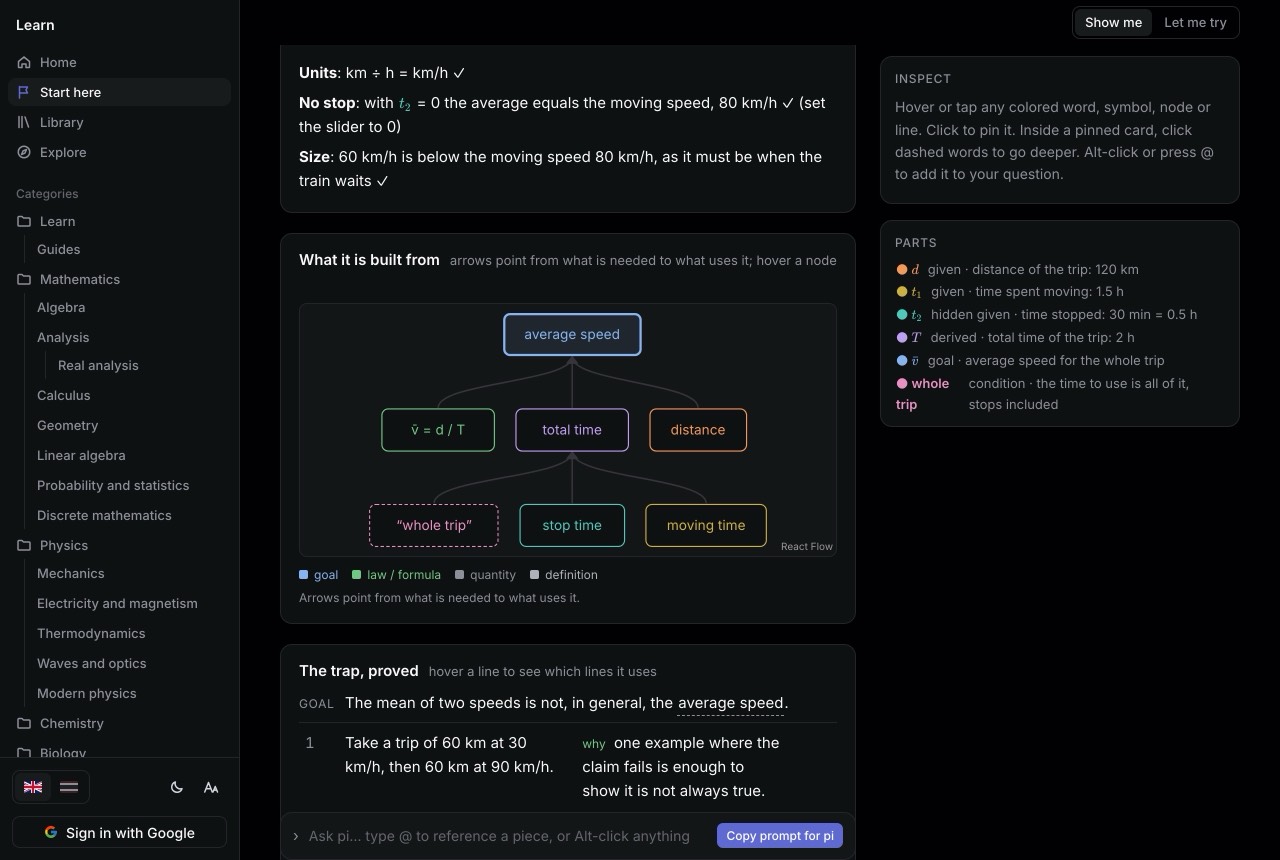 Learn
Home
Start here
Library
Explore
Categories
Learn
Guides
Mathematics
Algebra
Analysis
Real analysis
Calculus
Geometry
Linear algebra
Probability and statistics
Discrete mathematics
Physics
Mechanics
Electricity and magnetism
Thermodynamics
Waves and optics
Modern physics
Chemistry
Biology
Sign in with Google
Show me
Let me try
Units: km ÷ h = km/h ✓
No stop: with t₂ = 0 the average equals the moving speed, 80 km/h ✓ (set
the slider to 0)
Size: 60 km/h is below the moving speed 80 km/h, as it must be when the
train waits ✓
What it is built from arrows point from what is needed to what uses it; hover a node
average speed
v̄ = d / T
total time
distance
“whole trip”
stop time
moving time
React Flow
goal law / formula quantity definition
Arrows point from what is needed to what uses it.
The trap, proved hover a line to see which lines it uses
GOAL The mean of two speeds is not, in general, the average speed.
1 Take a trip of 60 km at 30
km/h, then 60 km at 90 km/h.
why one example where the
claim fails is enough to
show it is not always true.
› Ask pi... type @ to reference a piece, or Alt-click anything
Copy prompt for pi
INSPECT
Hover or tap any colored word, symbol, node or
line. Click to pin it. Inside a pinned card, click
dashed words to go deeper. Alt-click or press @
to add it to your question.
PARTS
d given · distance of the trip: 120 km
t₁ given · time spent moving: 1.5 h
t₂ hidden given · time stopped: 30 min = 0.5 h
T derived · total time of the trip: 2 h
v̄ goal · average speed for the whole trip
whole trip condition · the time to use is all of it,
stops included